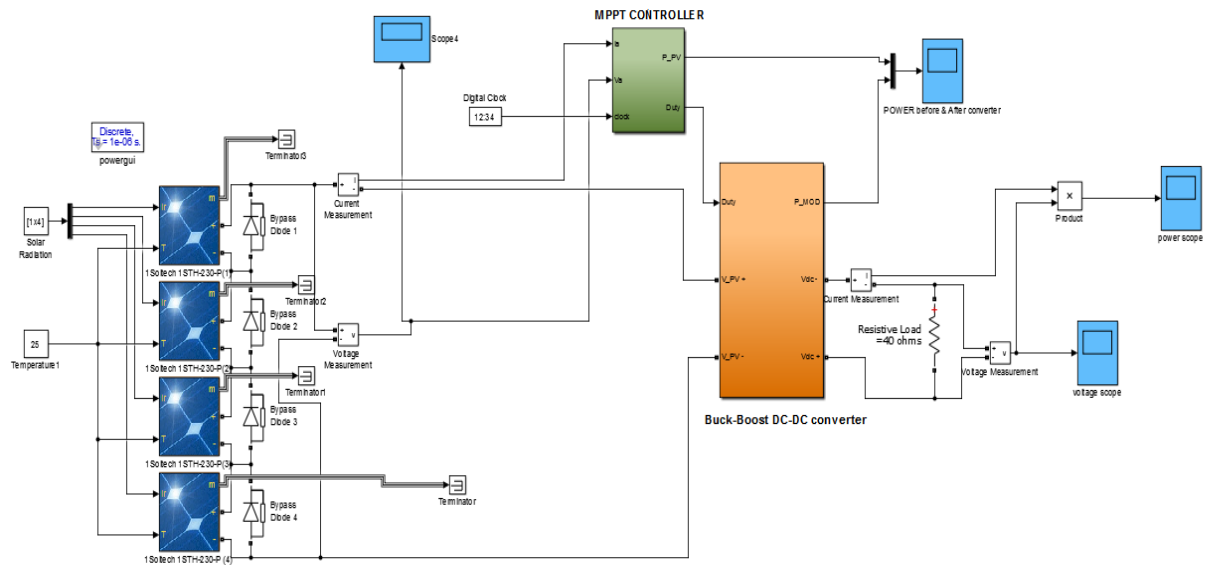 MPPT CONTROLLER
Scope4
Ia
Va
clock
P_PV
Duty
Digital Clock
12:34
POWER before & After converter
Discrete,
Ts = 1e-06 s.
powergui
Terminator3
[1x4]
Solar
Radiation
Ir
T
m
+
-
1Soltech 1STH-230-P(1)
Bypass
Diode 1
Current
Measurement
+
-
i
Duty
P_MOD
V_PV +
Vdc -
V_PV -
Vdc +
Buck-Boost DC-DC converter
×
Product
power scope
+
-
i
Current Measurement
Resistive Load
=40 ohms
+
+
-
v
Voltage Measurement
voltage scope
Terminator2
Ir
T
m
+
-
1Soltech 1STH-230-P(2)
Bypass
Diode 2
+
-
v
Voltage
Measurement
25
Temperature1
Terminator1
Ir
T
m
+
-
1Soltech 1STH-230-P(3)
Bypass
Diode 3
Terminator
Ir
T
m
+
-
1Soltech 1STH-230-P (4)
Bypass
Diode 4